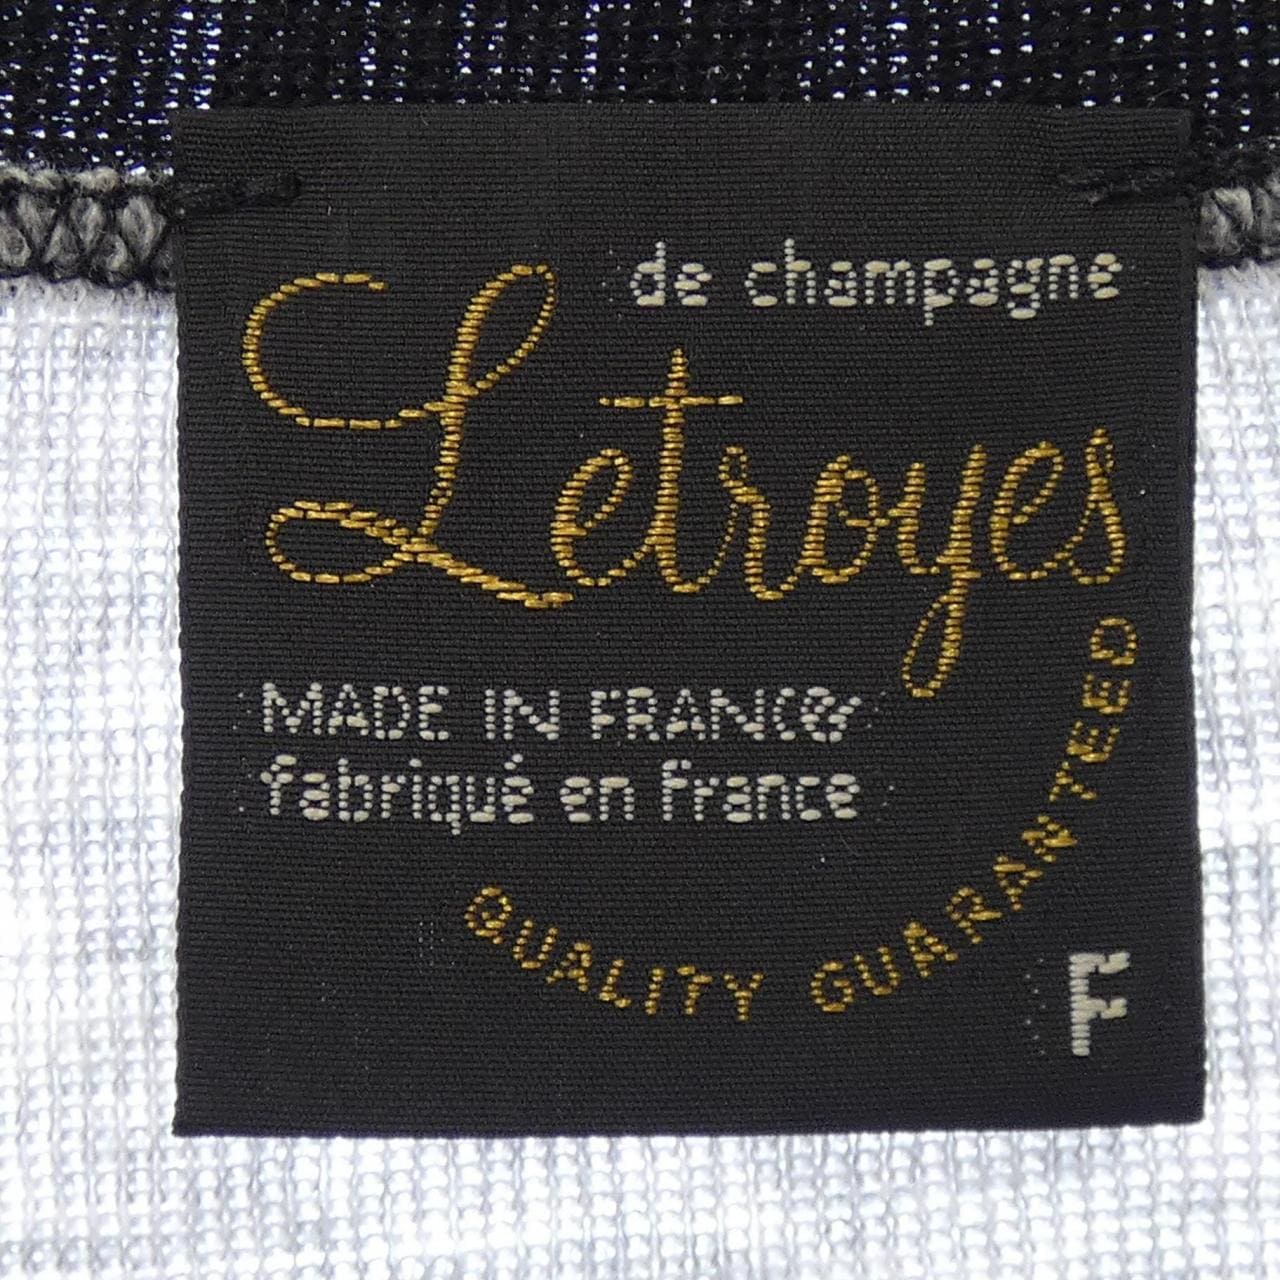 de champagne
Letroyes
MADE IN FRANCE
fabriqué en France
QUALITY GUARANTEED
F